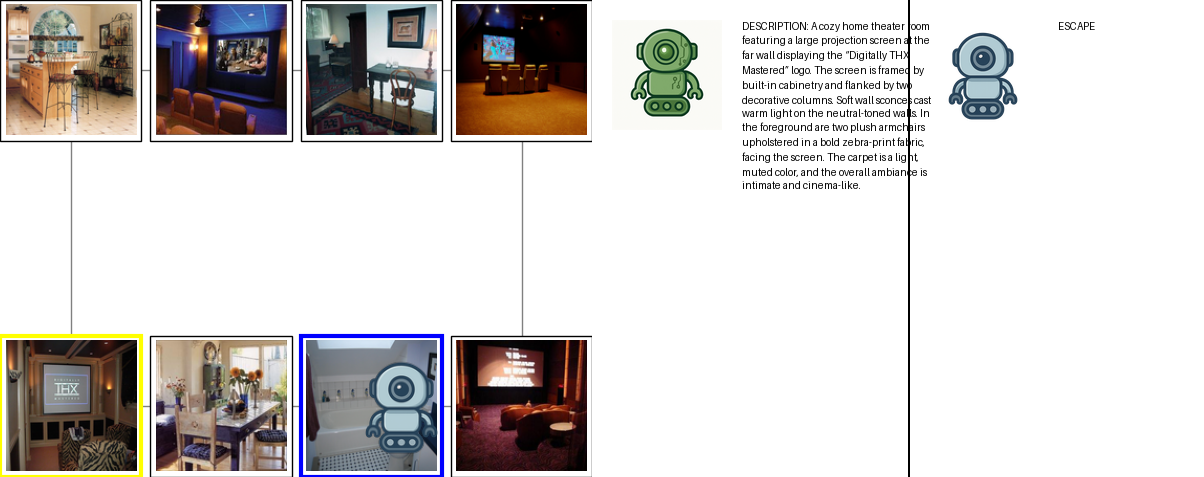 DESCRIPTION: A cozy home theater room
featuring a large projection screen at the
far wall displaying the “Digitally THX
Mastered” logo. The screen is framed by
built-in cabinetry and flanked by two
decorative columns. Soft wall sconces cast
warm light on the neutral-toned walls. In
the foreground are two plush armchairs
upholstered in a bold zebra-print fabric,
facing the screen. The carpet is a light,
muted color, and the overall ambiance is
intimate and cinema-like.
ESCAPE
THX